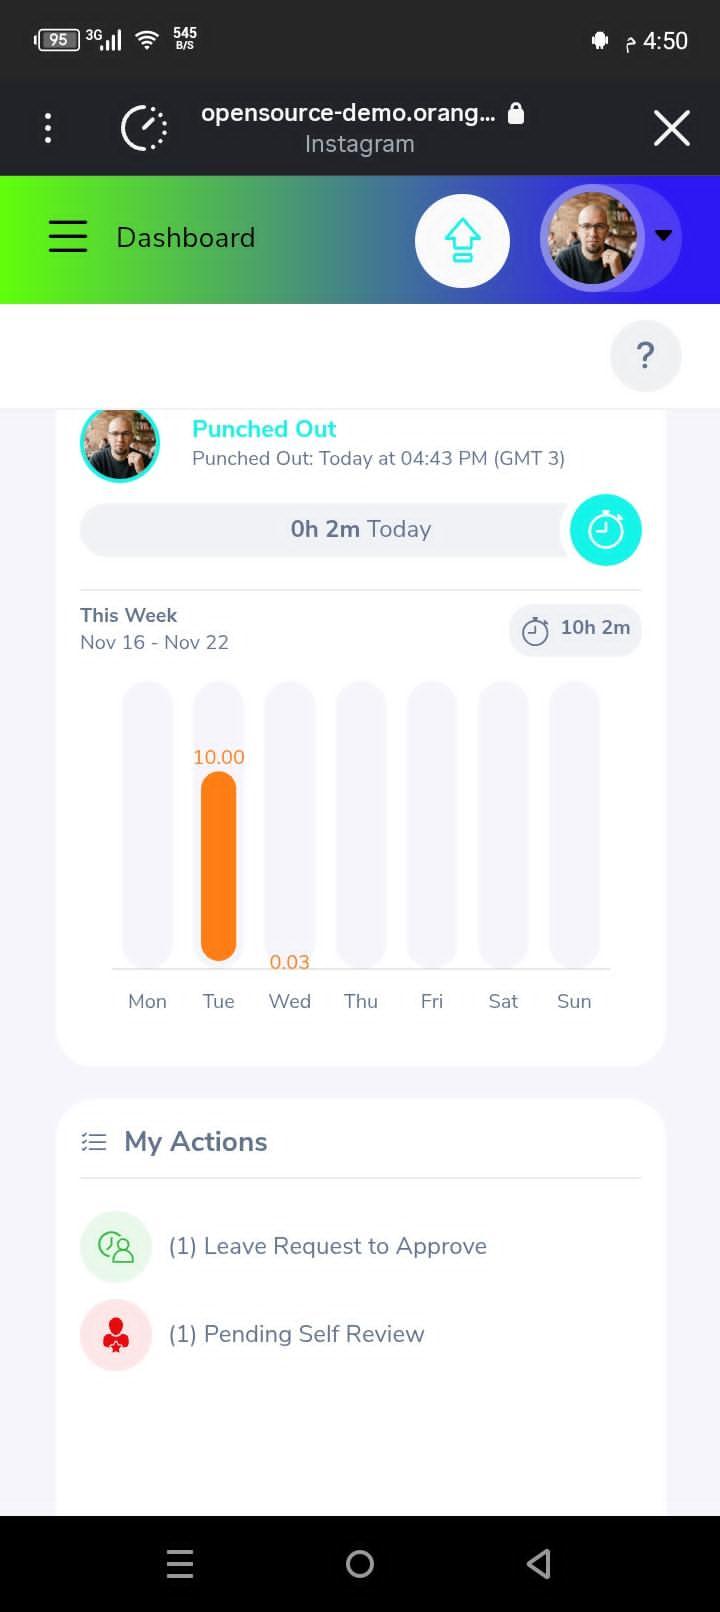 95 3G 545 B/S م 4:50
opensource-demo.orang...
Instagram
Dashboard
?
Punched Out
Punched Out: Today at 04:43 PM (GMT 3)
0h 2m Today
This Week
Nov 16 - Nov 22
10h 2m
10.00
0.03
Mon Tue Wed Thu Fri Sat Sun
My Actions
(1) Leave Request to Approve
(1) Pending Self Review